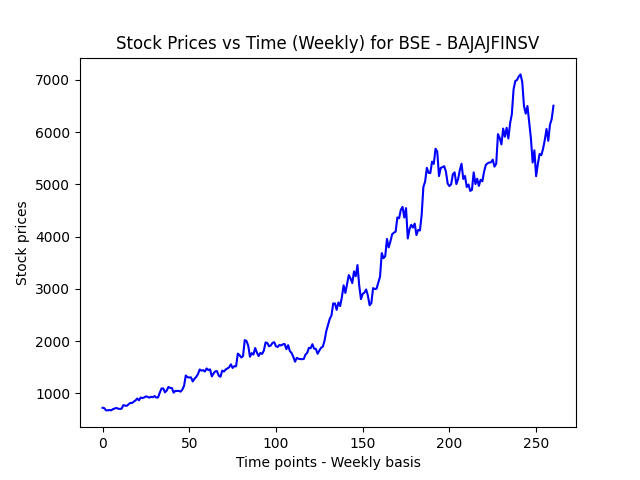 Stock Prices vs Time (Weekly) for BSE - BAJAJFINSV
7000
6000
5000
4000
3000
2000
1000
Stock prices
0 50 100 150 200 250
Time points - Weekly basis